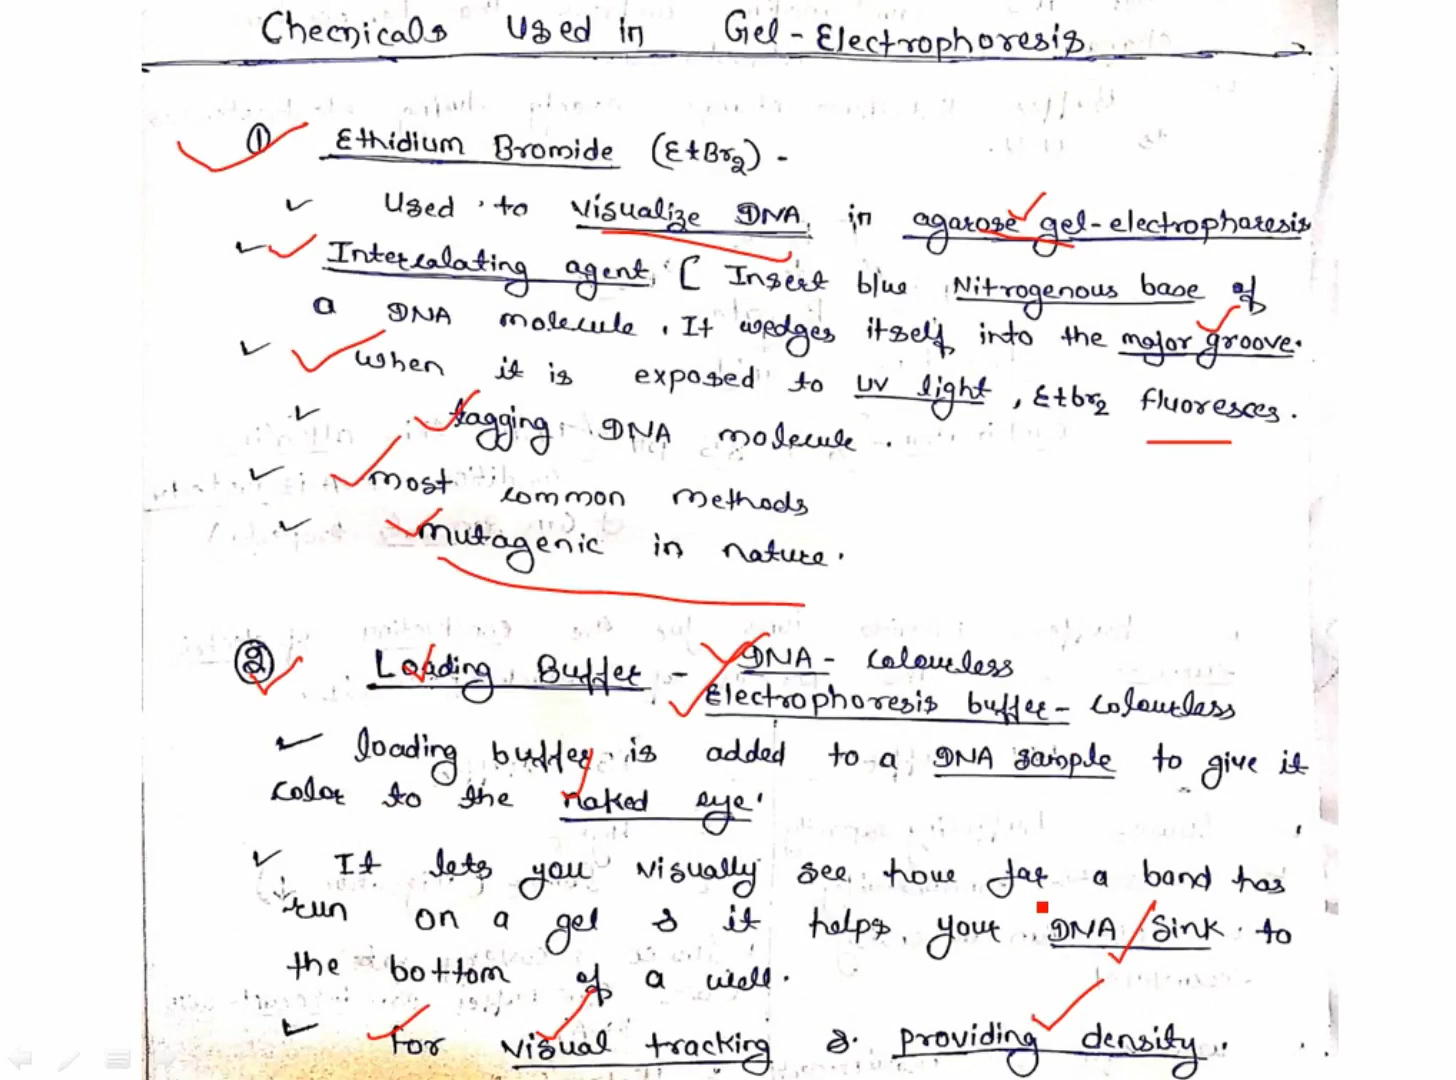 Checnicals Used in Gel-Electrophoresis
① Ethidium Bromide (EtBr2) -
✓ Used to visualize DNA in agarose gel-electropharesis
✓ Intercalating agent [ Insert b/w Nitrogenous base of
a DNA molecule. It wedges itself into the major groove.
✓ when it is exposed to UV light, Etbr2 fluoresces.
✓ tagging DNA molecule.
✓ most common methods
✓ mutagenic in nature.
② Loading Buffer - DNA - colourless
Electrophoresis buffer - colourless
✓ loading buffer is added to a DNA sample to give it
color to the naked eye.
✓ It lets you visually see how far a band has
run on a gel & it helps your DNA sink to
the bottom of a well.
✓ for visual tracking & providing density.